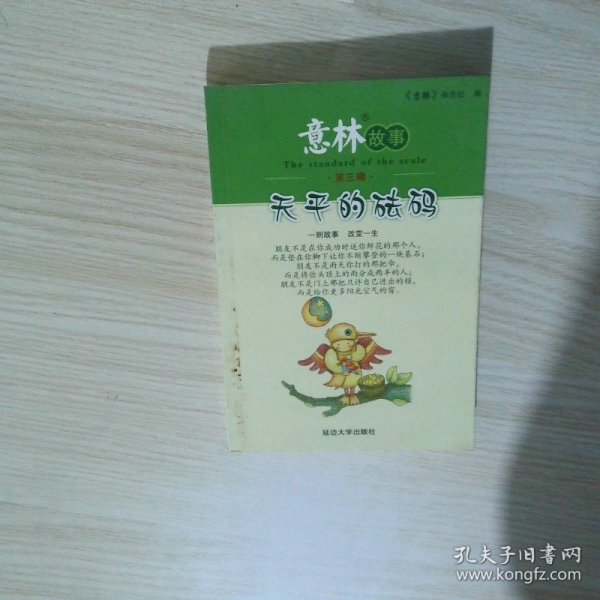 《意林》杂志社 编
意林®故事
The standard of the scale
·第三辑·
天平的砝码
一则故事 改变一生
朋友不是在你成功时送你鲜花的那个人，
而是垫在你脚下让你不断攀登的一块基石；
朋友不是雨天你打的那把伞，
而是将你头顶上的雨分成两半的人；
朋友不是门上那把只许自己进出的锁，
而是给你更多阳光空气的窗。
延边大学出版社
孔夫子旧书网
www.kongfz.com